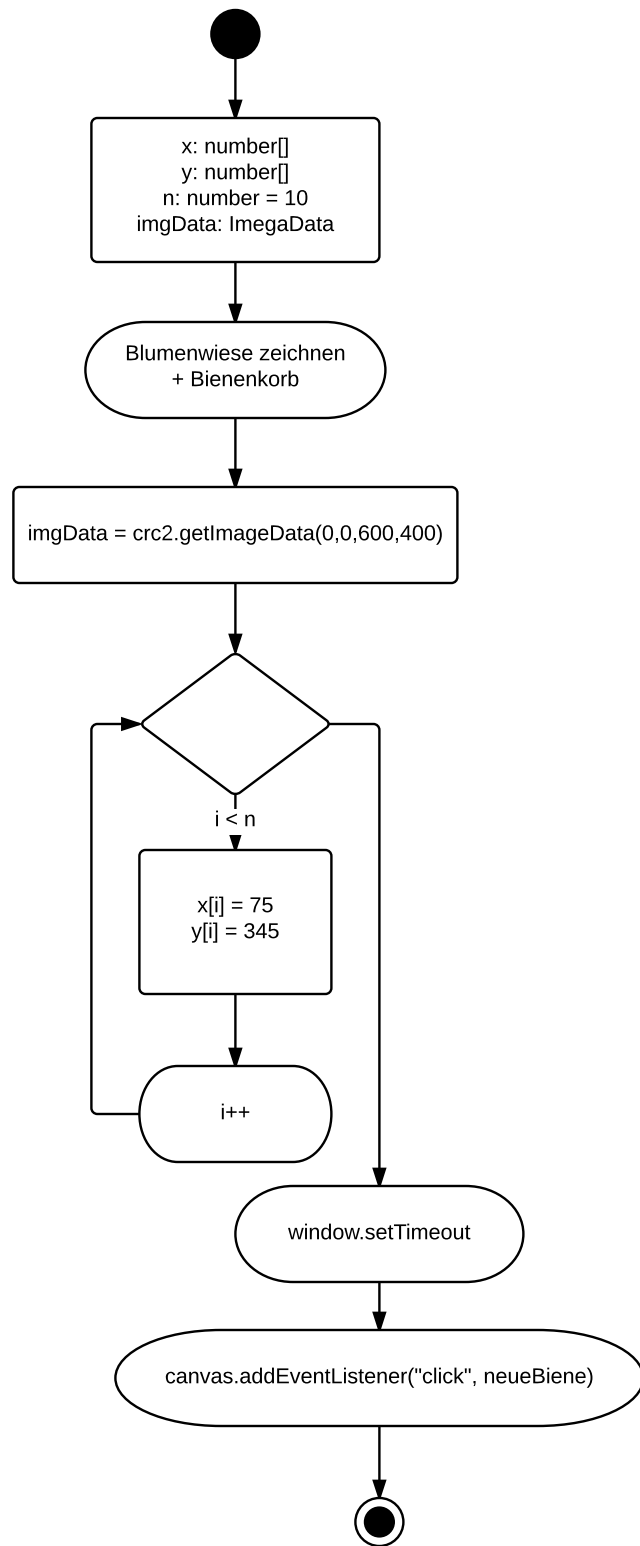 x: number[]
y: number[]
n: number = 10
imgData: ImegaData
Blumenwiese zeichnen
+ Bienenkorb
imgData = crc2.getImageData(0,0,600,400)
i < n
x[i] = 75
y[i] = 345
i++
window.setTimeout
canvas.addEventListener("click", neueBiene)